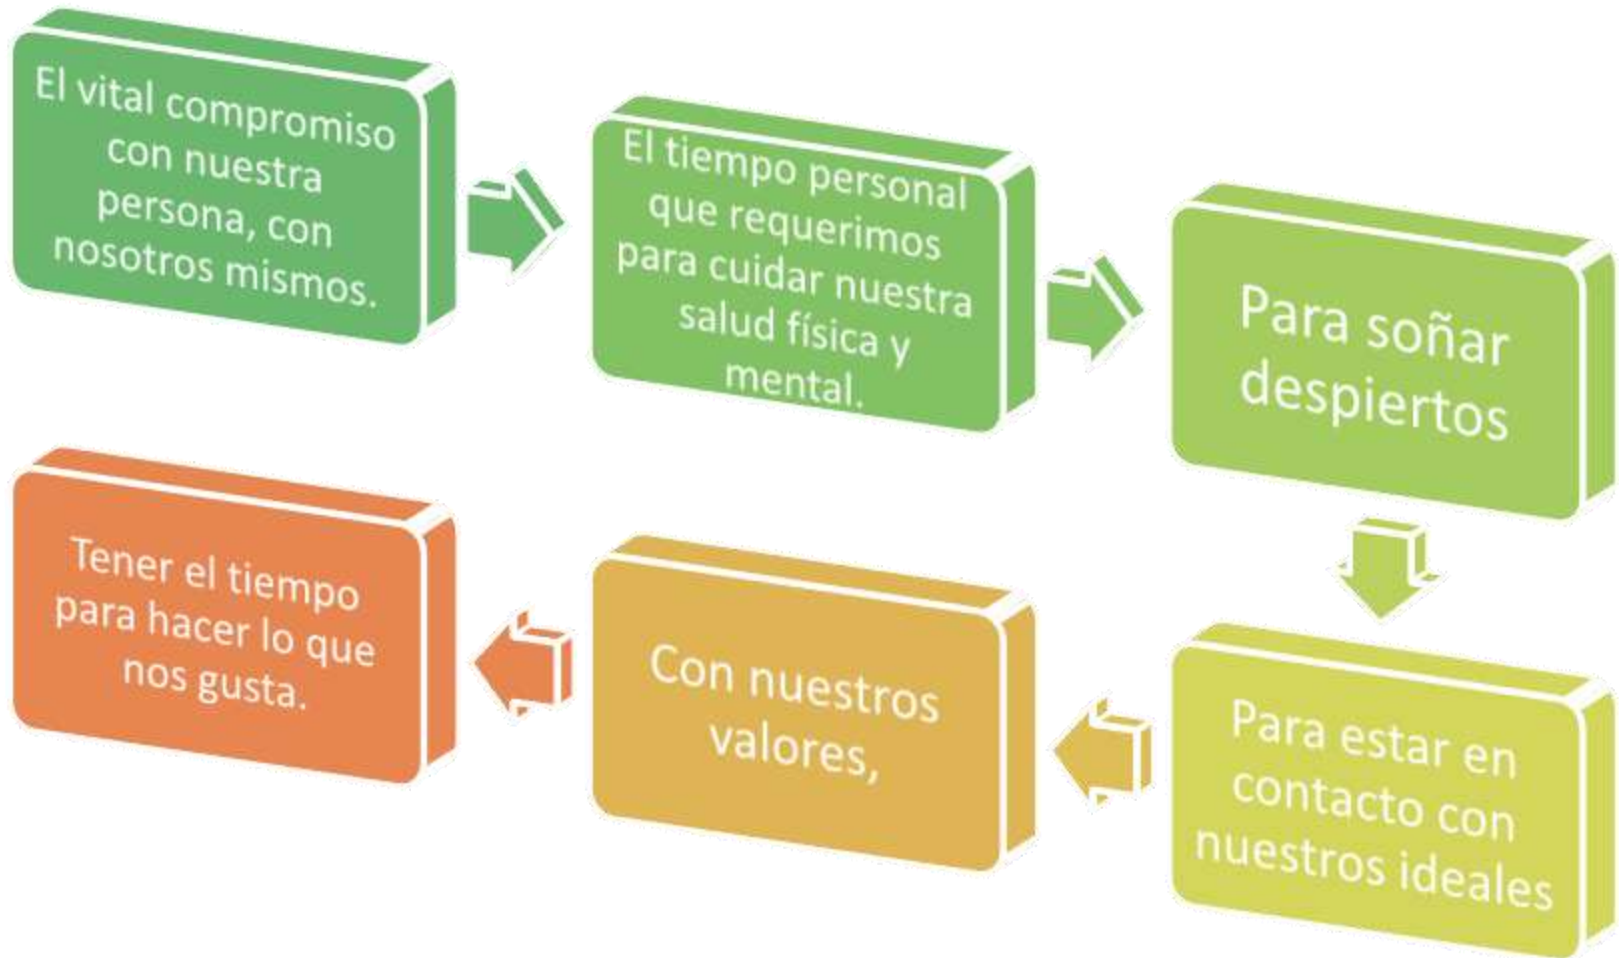 El vital compromiso
con nuestra
persona, con
nosotros mismos.
El tiempo personal
que requerimos
para cuidar nuestra
salud física y
mental.
Para soñar
despiertos
Para estar en
contacto con
nuestros ideales
Con nuestros
valores,
Tener el tiempo
para hacer lo que
nos gusta.